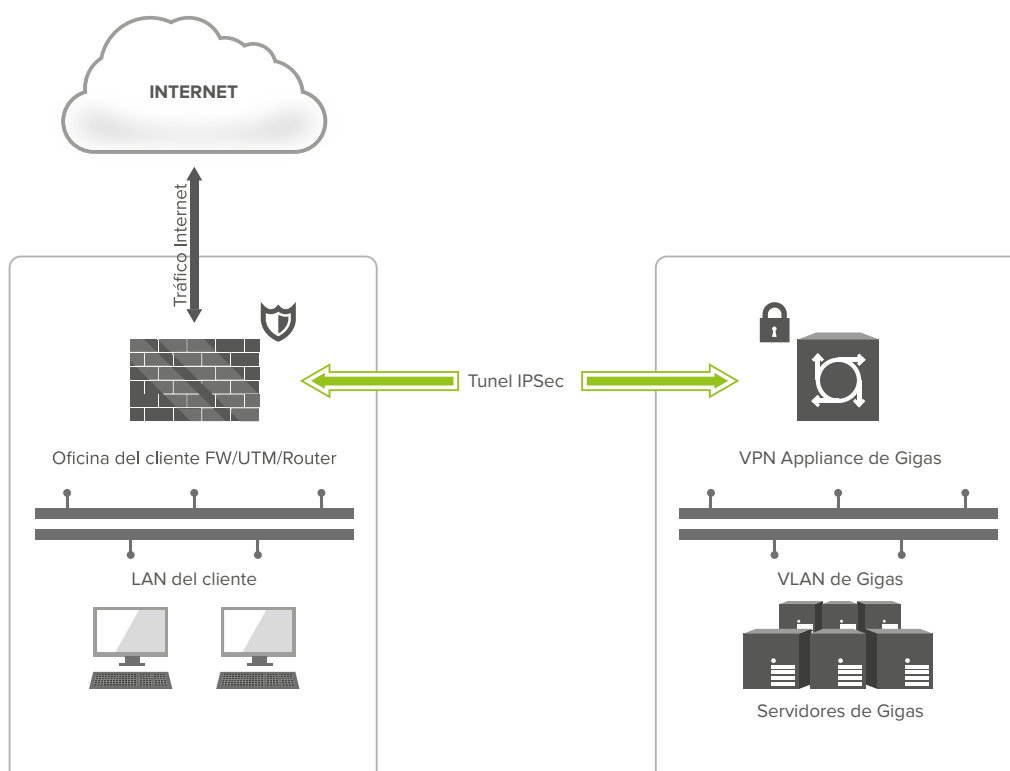 INTERNET
Tráfico Internet
Tunel IPSec
Oficina del cliente FW/UTM/Router
VPN Appliance de Gigas
LAN del cliente
VLAN de Gigas
Servidores de Gigas